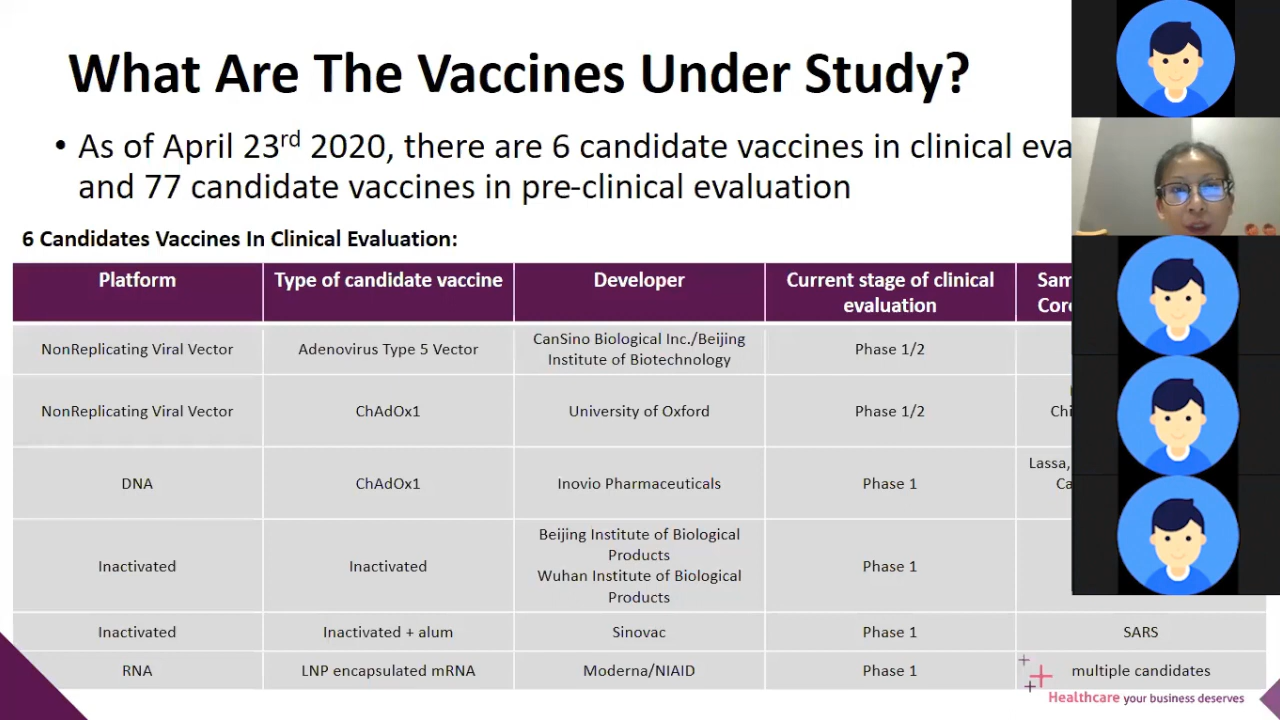 What Are The Vaccines Under Study?
• As of April 23rd 2020, there are 6 candidate vaccines in clinical
and 77 candidate vaccines in pre-clinical evaluation
6 Candidates Vaccines In Clinical Evaluation:
Platform
Type of candidate vaccine
Developer
Current stage of clinical
evaluation
NonReplicating Viral Vector
Adenovirus Type 5 Vector
CanSino Biological Inc./Beijing
Institute of Biotechnology
Phase 1/2
NonReplicating Viral Vector
ChAdOx1
University of Oxford
Phase 1/2
DNA
ChAdOx1
Inovio Pharmaceuticals
Phase 1
Lassa,
Inactivated
Inactivated
Beijing Institute of Biological
Products
Wuhan Institute of Biological
Products
Phase 1
Inactivated
Inactivated + alum
Sinovac
Phase 1
SARS
RNA
LNP encapsulated mRNA
Moderna/NIAID
Phase 1
multiple candidates
Healthcare your business deserves